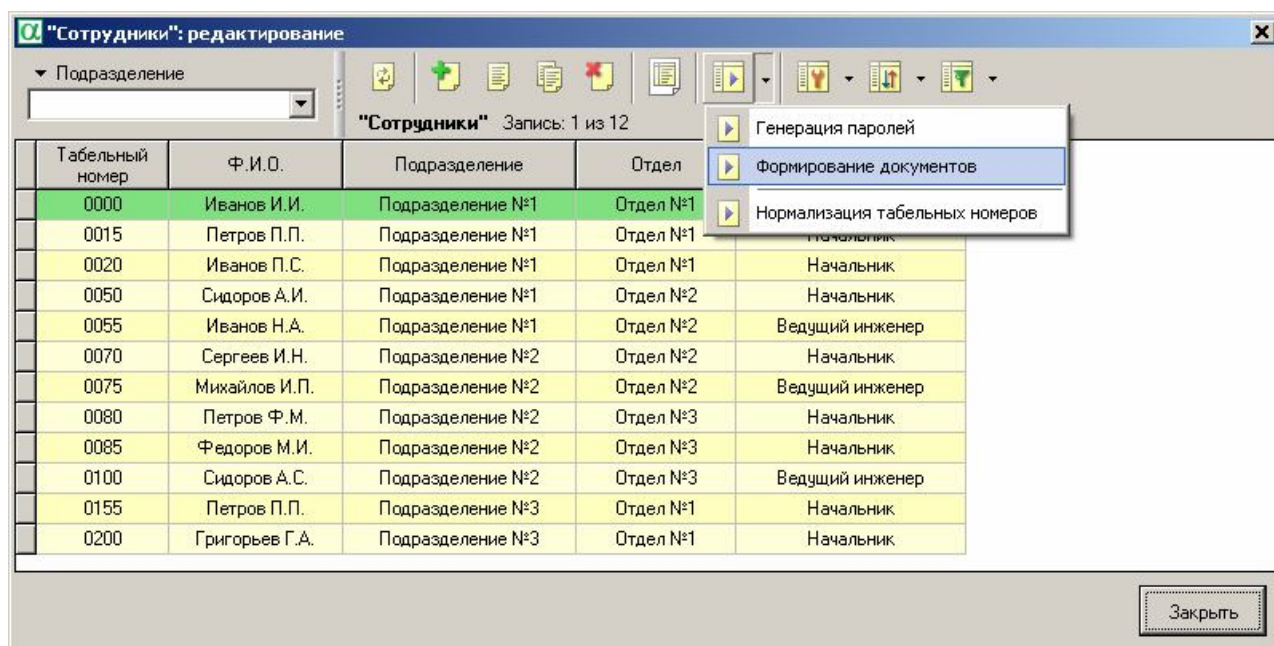 "Сотрудники": редактирование
Подразделение
"Сотрудники" Запись: 1 из 12
Генерация паролей
Формирование документов
Нормализация табельных номеров
Табельный номер Ф.И.О. Подразделение Отдел
0000 Иванов И.И. Подразделение №1 Отдел №1
0015 Петров П.П. Подразделение №1 Отдел №1 Начальник
0020 Иванов П.С. Подразделение №1 Отдел №1 Начальник
0050 Сидоров А.И. Подразделение №1 Отдел №2 Начальник
0055 Иванов Н.А. Подразделение №1 Отдел №2 Ведущий инженер
0070 Сергеев И.Н. Подразделение №2 Отдел №2 Начальник
0075 Михайлов И.П. Подразделение №2 Отдел №2 Ведущий инженер
0080 Петров Ф.М. Подразделение №2 Отдел №3 Начальник
0085 Федоров М.И. Подразделение №2 Отдел №3 Начальник
0100 Сидоров А.С. Подразделение №2 Отдел №3 Ведущий инженер
0155 Петров П.П. Подразделение №3 Отдел №1 Начальник
0200 Григорьев Г.А. Подразделение №3 Отдел №1 Начальник
Закрыть